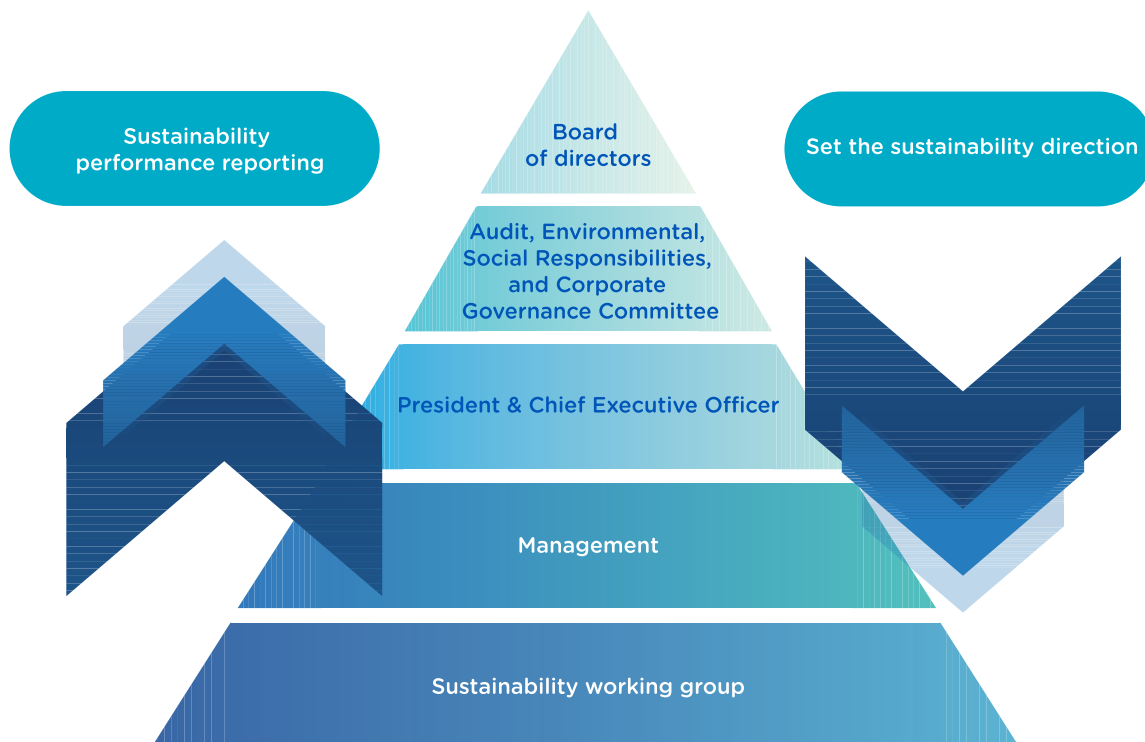 Sustainability
performance reporting
Board
of directors
Set the sustainability direction
Audit, Environmental,
Social Responsibilities,
and Corporate
Governance Committee
President & Chief Executive Officer
Management
Sustainability working group